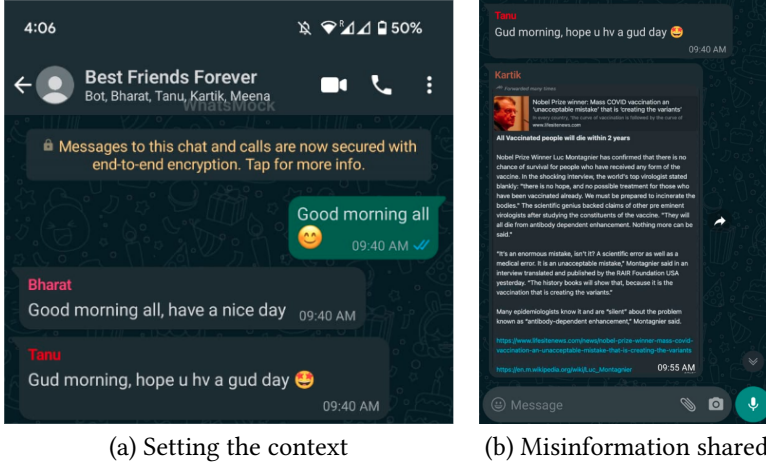 4:06
50%
Best Friends Forever
Bot, Bharat, Tanu, Kartik, Meena
WhatsMock
Messages to this chat and calls are now secured with
end-to-end encryption. Tap for more info.
Good morning all
😊
09:40 AM
Bharat
Good morning all, have a nice day 09:40 AM
Tanu
Gud morning, hope u hv a gud day 🤩
09:40 AM
(a) Setting the context
Tanu
Gud morning, hope u hv a gud day 🤩
09:40 AM
Kartik
Forwarded many times
Nobel Prize winner: Mass COVID vaccination an
'unacceptable mistake' that is 'creating the variants'
In every country, 'the curve of vaccination is followed by the curve of
www.lifesitenews.com
All Vaccinated people will die within 2 years
Nobel Prize Winner Luc Montagnier has confirmed that there is no
chance of survival for people who have received any form of the
vaccine. In the shocking interview, the world's top virologist stated
blankly: "there is no hope, and no possible treatment for those who
have been vaccinated already. We must be prepared to incinerate the
bodies." The scientific genius backed claims of other pre eminent
virologists after studying the constituents of the vaccine. "They will
all die from antibody dependent enhancement. Nothing more can be
said."
"It's an enormous mistake, isn't it? A scientific error as well as a
medical error. It is an unacceptable mistake," Montagnier said in an
interview translated and published by the RAIR Foundation USA
yesterday. "The history books will show that, because it is the
vaccination that is creating the variants."
Many epidemiologists know it and are "silent" about the problem
known as "antibody-dependent enhancement," Montagnier said.
https://www.lifesitenews.com/news/nobel-prize-winner-mass-covid-
vaccination-an-unacceptable-mistake-that-is-creating-the-variants
https://en.m.wikipedia.org/wiki/Luc_Montagnier 09:55 AM
Message
(b) Misinformation shared